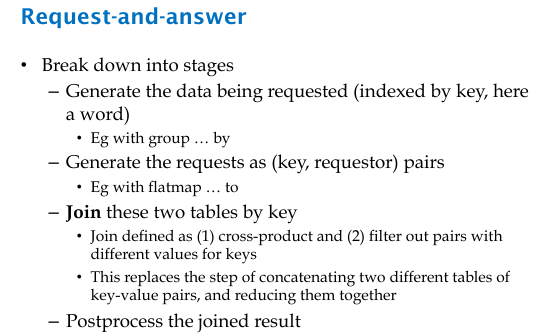 Request-and-answer
• Break down into stages
– Generate the data being requested (indexed by key, here
a word)
• Eg with group … by
– Generate the requests as (key, requestor) pairs
• Eg with flatmap … to
– Join these two tables by key
• Join defined as (1) cross-product and (2) filter out pairs with
different values for keys
• This replaces the step of concatenating two different tables of
key-value pairs, and reducing them together
– Postprocess the joined result